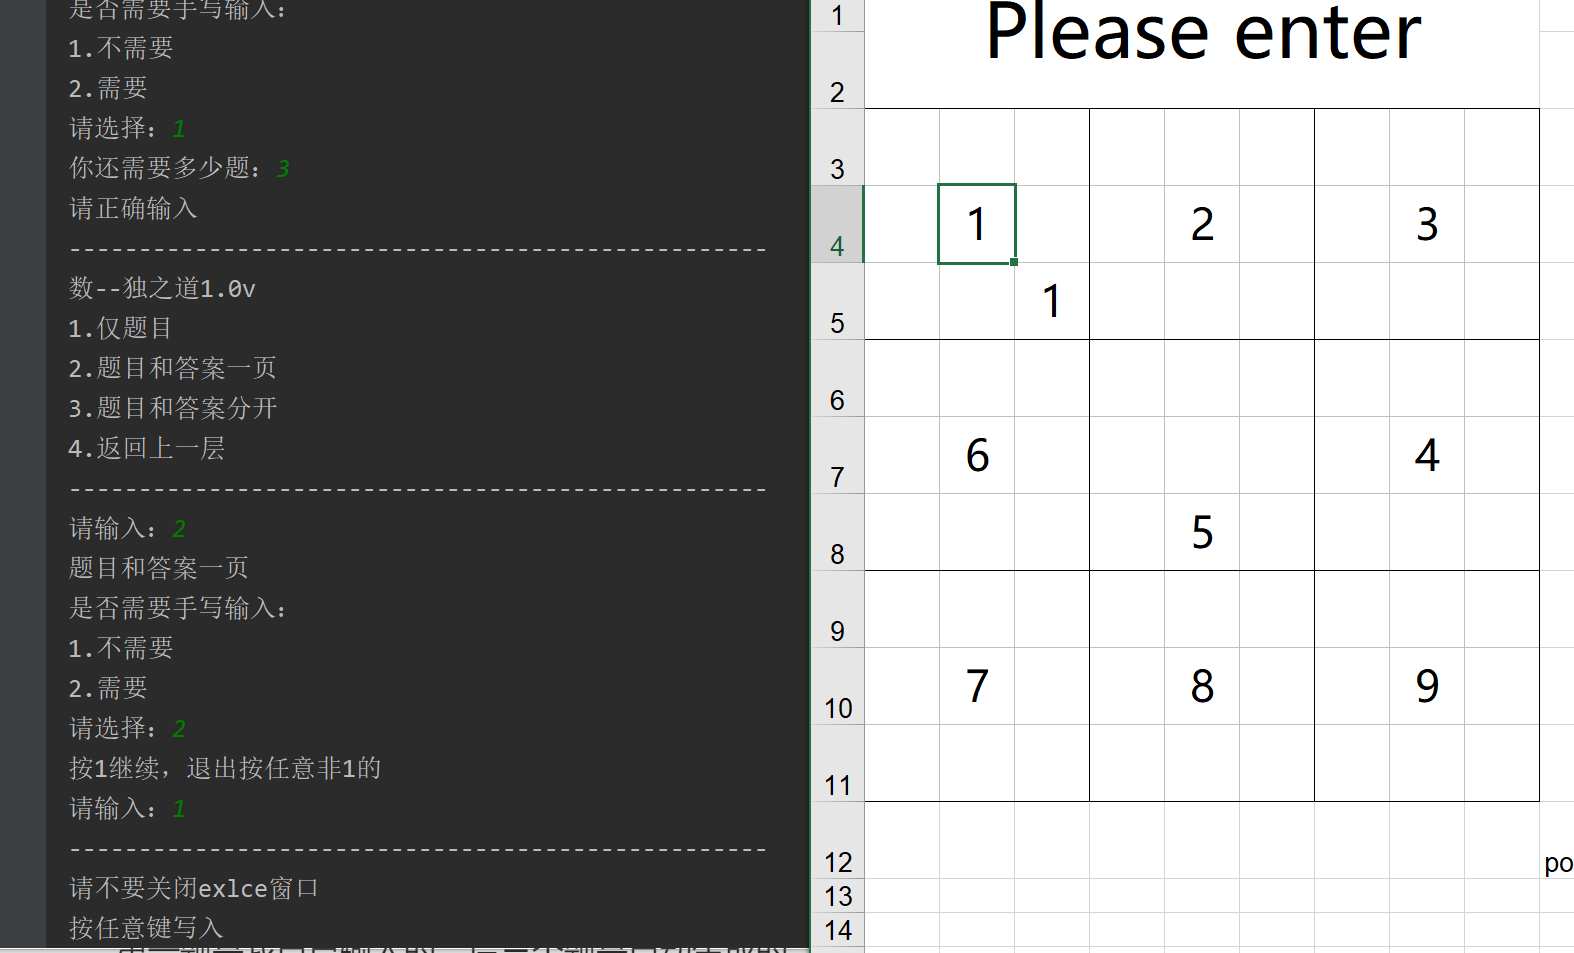 是否需要手写输入：
1.不需要
2.需要
请选择：1
你还需要多少题：3
请正确输入
--------------------------------------------------
数--独之道1.0v
1.仅题目
2.题目和答案一页
3.题目和答案分开
4.返回上一层
--------------------------------------------------
请输入：2
题目和答案一页
是否需要手写输入：
1.不需要
2.需要
请选择：2
按1继续，退出按任意非1的
请输入：1
--------------------------------------------------
请不要关闭exlce窗口
按任意键写入
1 Please enter
2
3
4 1 2 3
5 1
6
7 6 4
8 5
9
10 7 8 9
11
12 po
13
14